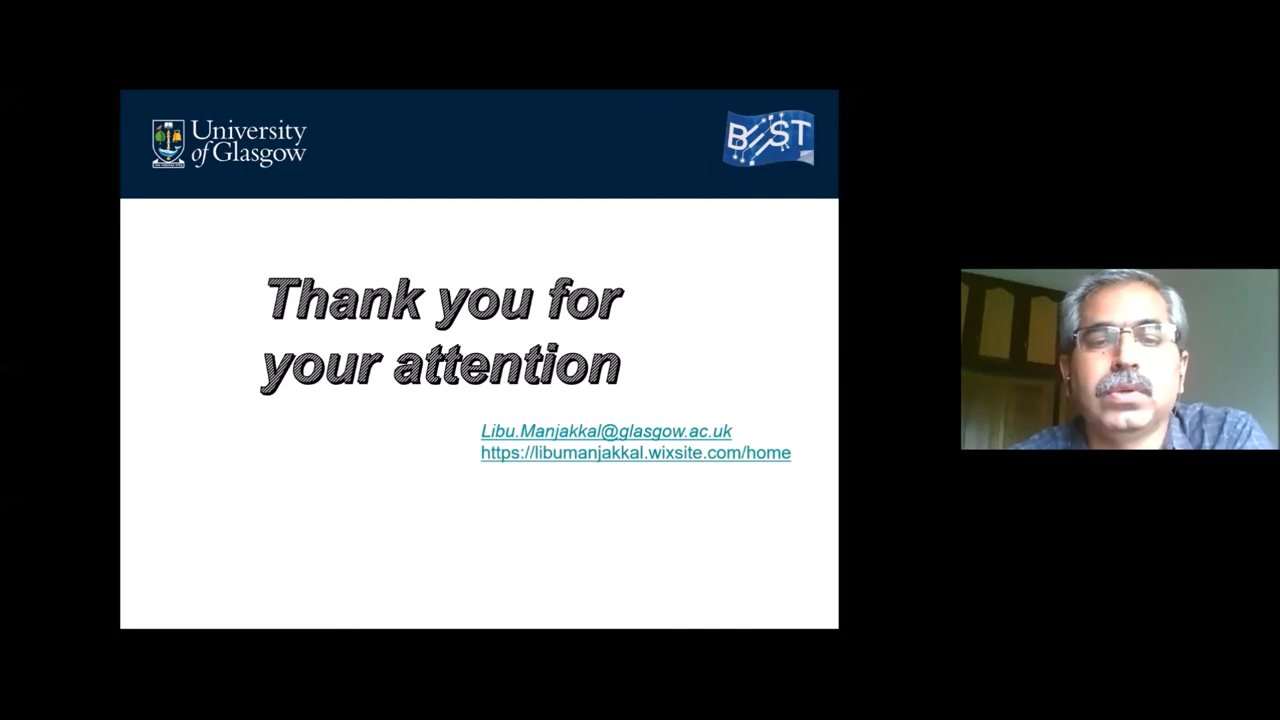 University
of Glasgow
BEST
Thank you for
your attention
Libu.Manjakkal@glasgow.ac.uk
https://libumanjakkal.wixsite.com/home